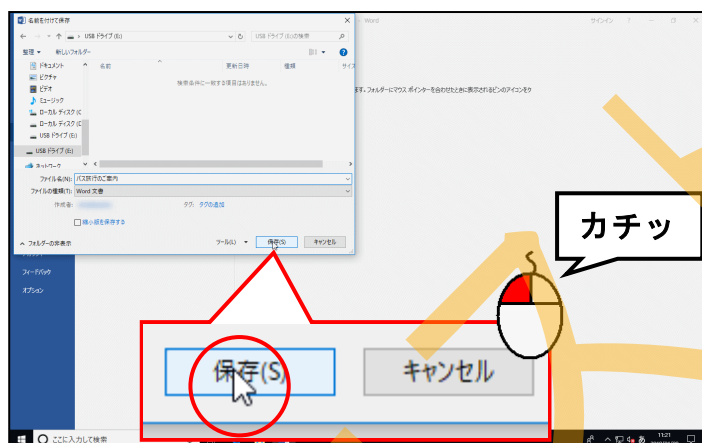 名前を付けて保存
Word
サインイン ?
USB ドライブ (E:)
USB ドライブ (E:)の検索
整理 新しいフォルダー
ドキュメント
ピクチャ
ビデオ
ミュージック
ローカル ディスク (C
ローカル ディスク (C
USB ドライブ (E:)
USB ドライブ (E:)
ネットワーク
名前 更新日時 種類 サイズ
検索条件に一致する項目はありません。
ます。フォルダーにマウス ポインターを合わせたときに表示されるピンのアイコンをク
ファイル名(N): バス旅行のご案内
ファイルの種類(T): Word 文書
作成者:
タグ: タグの追加
縮小版を保存する
フォルダーの非表示
ツール(L) 保存(S) キャンセル
フィードバック
オプション
カチッ
保存(S)
キャンセル
ここに入力して検索
あ 11:21